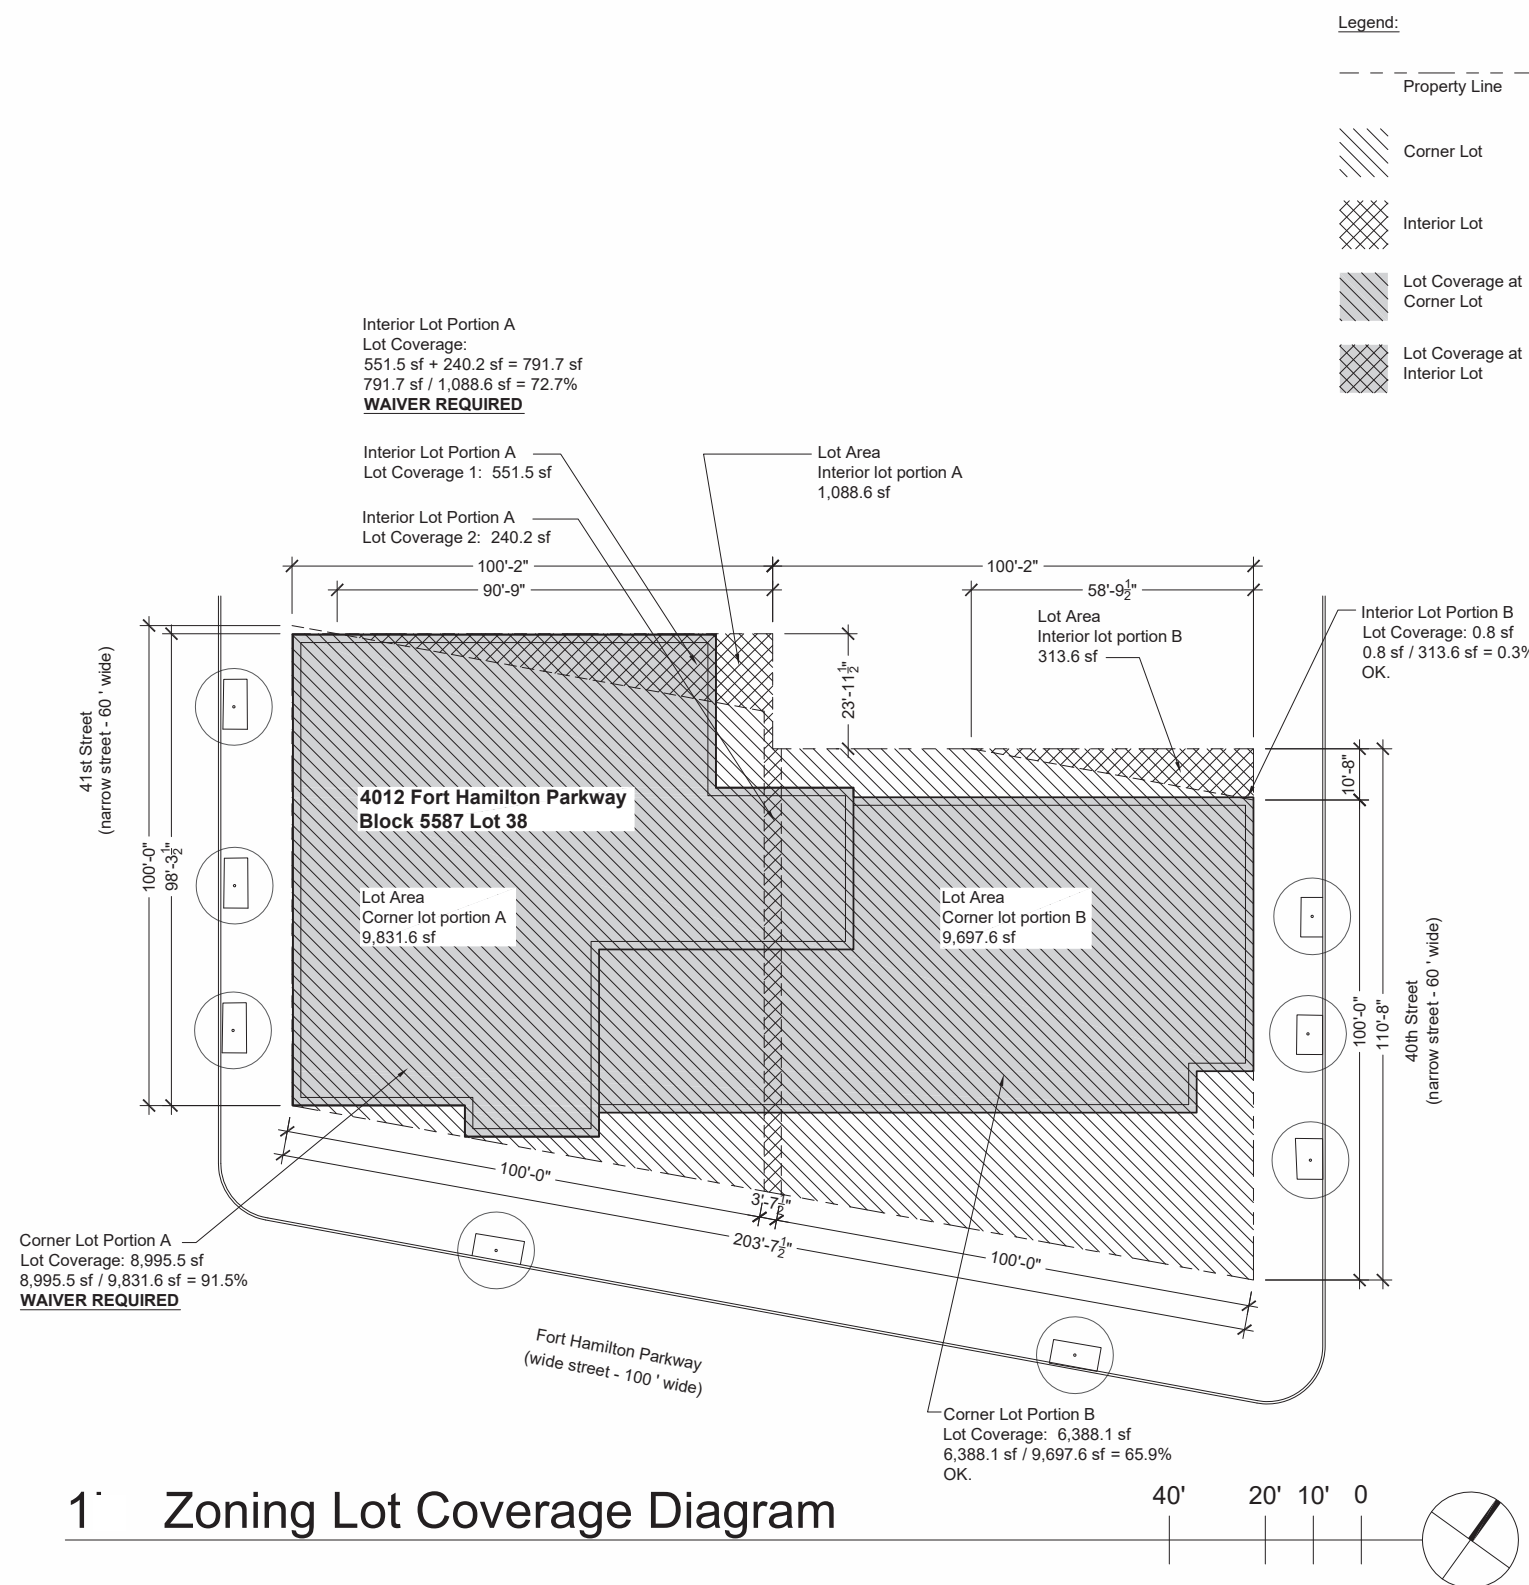 Legend:
Property Line
Corner Lot
Interior Lot
Lot Coverage at
Corner Lot
Lot Coverage at
Interior Lot
Interior Lot Portion A
Lot Coverage:
551.5 sf + 240.2 sf = 791.7 sf
791.7 sf / 1,088.6 sf = 72.7%
WAIVER REQUIRED
Interior Lot Portion A
Lot Coverage 1: 551.5 sf
Interior Lot Portion A
Lot Coverage 2: 240.2 sf
Lot Area
Interior lot portion A
1,088.6 sf
100'-2"
100'-2"
90'-9"
58'-9½"
Lot Area
Interior lot portion B
313.6 sf
Interior Lot Portion B
Lot Coverage: 0.8 sf
0.8 sf / 313.6 sf = 0.3%
OK.
23'-11½"
10'-8"
41st Street
(narrow street - 60 ' wide)
100'-0"
98'-3½"
4012 Fort Hamilton Parkway
Block 5587 Lot 38
Lot Area
Corner lot portion A
9,831.6 sf
Lot Area
Corner lot portion B
9,697.6 sf
100'-0"
110'-8"
40th Street
(narrow street - 60 ' wide)
100'-0"
3'-7½"
203'-7½"
100'-0"
Corner Lot Portion A
Lot Coverage: 8,995.5 sf
8,995.5 sf / 9,831.6 sf = 91.5%
WAIVER REQUIRED
Fort Hamilton Parkway
(wide street - 100 ' wide)
Corner Lot Portion B
Lot Coverage: 6,388.1 sf
6,388.1 sf / 9,697.6 sf = 65.9%
OK.
1 Zoning Lot Coverage Diagram
40' 20' 10' 0